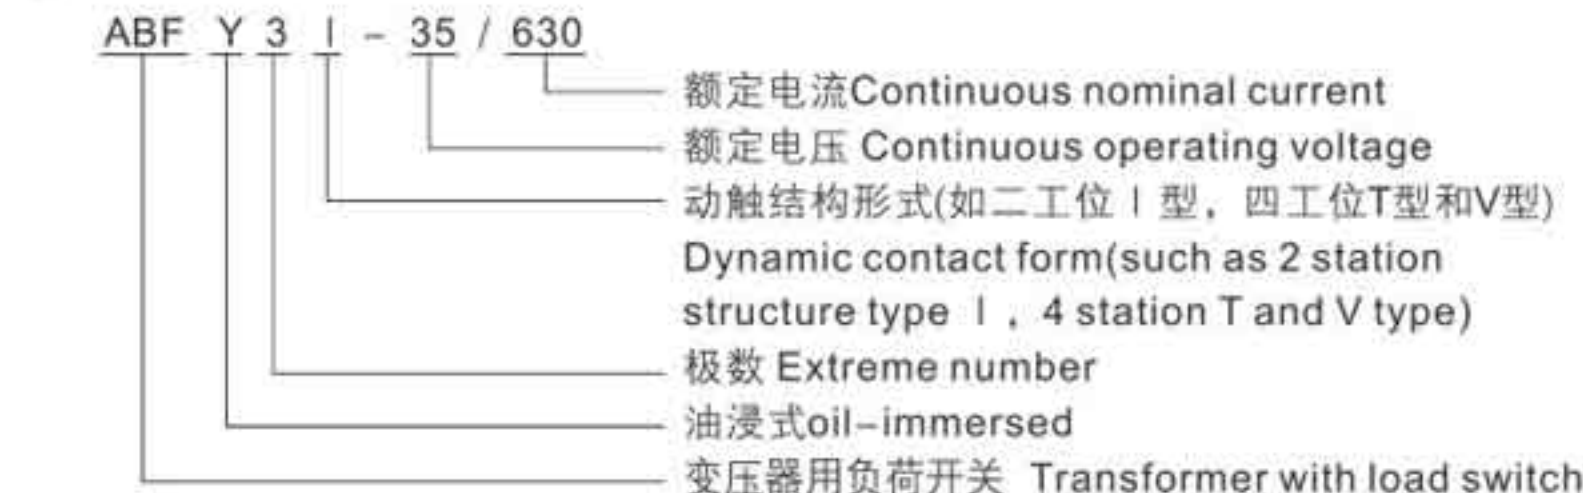 ABF Y 3 I - 35 / 630
额定电流Continuous nominal current
额定电压 Continuous operating voltage
动触结构形式(如二工位 I 型, 四工位T型和V型)
Dynamic contact form(such as 2 station
structure type I , 4 station T and V type)
极数 Extreme number
油浸式oil-immersed
变压器用负荷开关 Transformer with load switch